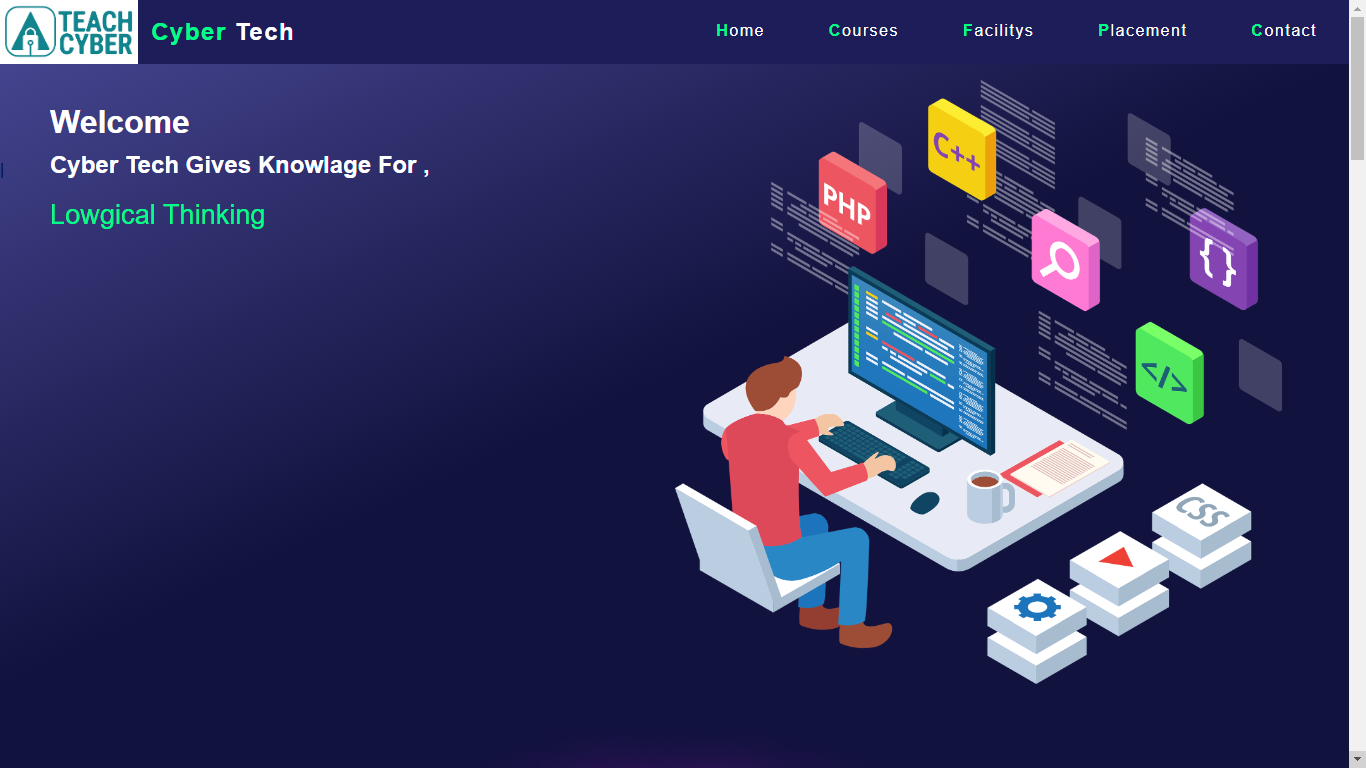 TEACH
CYBER
Cyber Tech
Home Courses Facilitys Placement Contact
Welcome
Cyber Tech Gives Knowlage For ,
Lowgical Thinking
C++
PHP
{}
</>
CSS